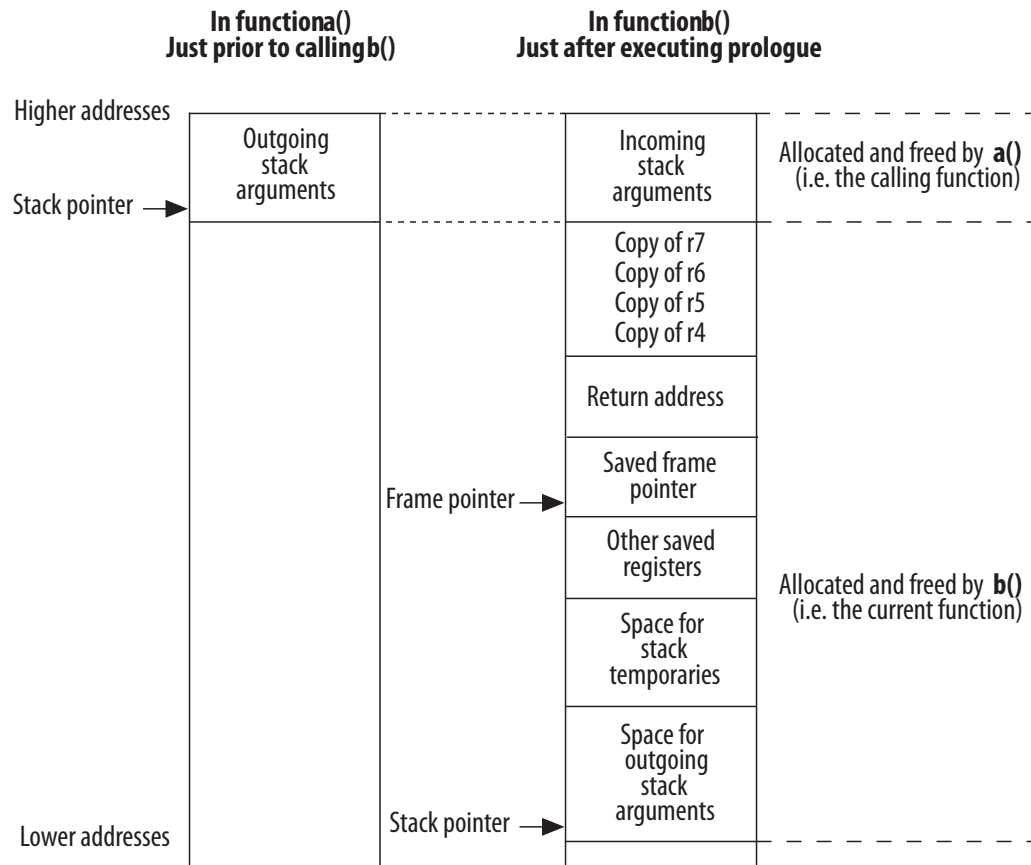 In functiona()
Just prior to callingb()
In functionb()
Just after executing prologue
Higher addresses
Outgoing
stack
arguments
Incoming
stack
arguments
Allocated and freed by a()
(i.e. the calling function)
Stack pointer
Copy of r7
Copy of r6
Copy of r5
Copy of r4
Return address
Saved frame
pointer
Frame pointer
Other saved
registers
Allocated and freed by b()
(i.e. the current function)
Space for
stack
temporaries
Space for
outgoing
stack
arguments
Stack pointer
Lower addresses